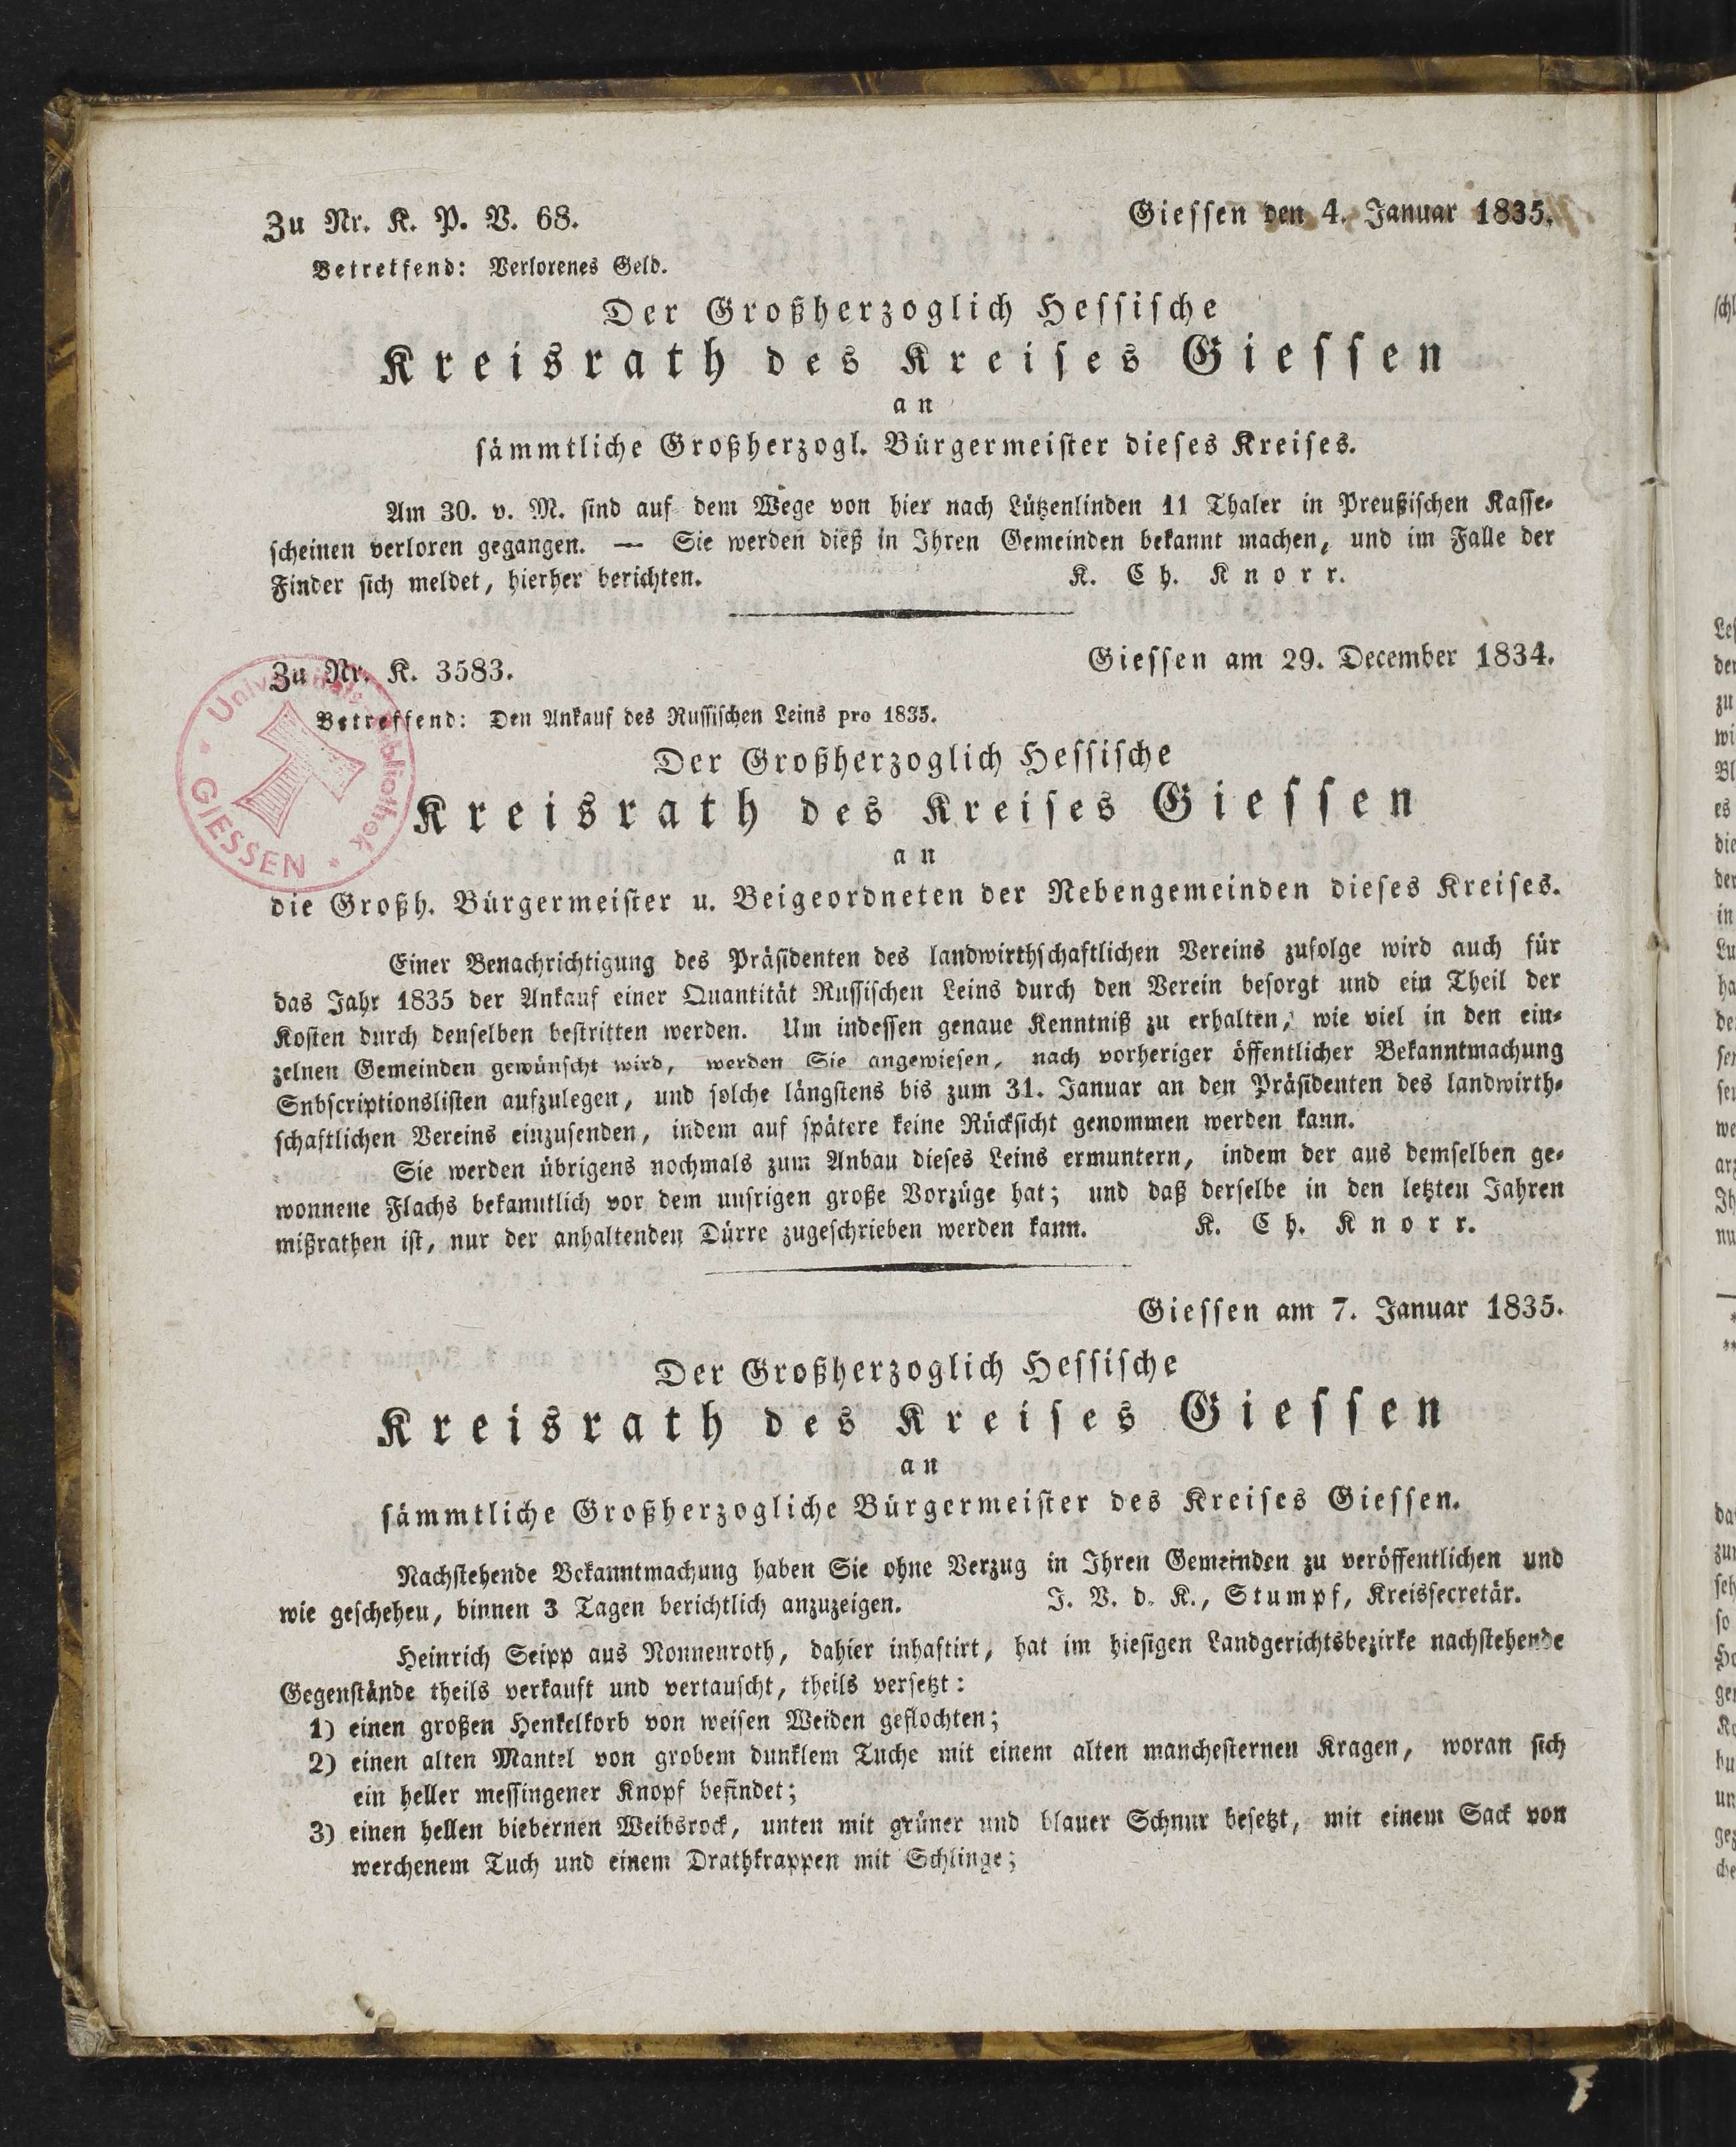 Zu Nr. K. P. V. 68.
Giessen den 4. Januar 1835.
Betreffend: Verlorenes Geld.
Der Großherzoglich Hessische
Kreisrath des Kreises Giessen
an
sämmtliche Großherzogl. Bürgermeister dieses Kreises.
Am 30. v. M. sind auf dem Wege von hier nach Lützenlinden 11 Thaler in Preußischen Kasse-
scheinen verloren gegangen. — Sie werden dieß in Ihren Gemeinden bekannt machen, und im Falle der
Finder sich meldet, hierher berichten. K. Ch. Knorr.
Zu Nr. K. 3583.
Giessen am 29. December 1834.
Betreffend: Den Ankauf des Russischen Leins pro 1835.
Universitätsbibliothek GIESSEN
Der Großherzoglich Hessische
Kreisrath des Kreises Giessen
an
die Großh. Bürgermeister u. Beigeordneten der Nebengemeinden dieses Kreises.
Einer Benachrichtigung des Präsidenten des landwirthschaftlichen Vereins zufolge wird auch für
das Jahr 1835 der Ankauf einer Quantität Russischen Leins durch den Verein besorgt und ein Theil der
Kosten durch denselben bestritten werden. Um indessen genaue Kenntniß zu erhalten, wie viel in den ein-
zelnen Gemeinden gewünscht wird, werden Sie angewiesen, nach vorheriger öffentlicher Bekanntmachung
Snbscriptionslisten aufzulegen, und solche längstens bis zum 31. Januar an den Präsidenten des landwirth-
schaftlichen Vereins einzusenden, indem auf spätere keine Rücksicht genommen werden kann.
Sie werden übrigens nochmals zum Anbau dieses Leins ermuntern, indem der aus demselben ge-
wonnene Flachs bekanntlich vor dem unsrigen große Vorzüge hat; und daß derselbe in den letzten Jahren
mißrathen ist, nur der anhaltenden Dürre zugeschrieben werden kann. K. Ch. Knorr.
Giessen am 7. Januar 1835.
Der Großherzoglich Hessische
Kreisrath des Kreises Giessen
an
sämmtliche Großherzogliche Bürgermeister des Kreises Giessen.
Nachstehende Bekanntmachung haben Sie ohne Verzug in Ihren Gemeinden zu veröffentlichen und
wie geschehen, binnen 3 Tagen berichtlich anzuzeigen. J. V. d. K., Stumpf, Kreissecretär.
Heinrich Seipp aus Nonnenroth, dahier inhaftirt, hat im hiesigen Landgerichtsbezirke nachstehende
Gegenstände theils verkauft und vertauscht, theils versetzt:
1) einen großen Henkelkorb von weisen Weiden geflochten;
2) einen alten Mantel von grobem dunklem Tuche mit einem alten manchesternen Kragen, woran sich
ein heller messingener Knopf befindet;
3) einen hellen biebernen Weibsrock, unten mit grüner und blauer Schnur besetzt, mit einem Sack von
werchenem Tuch und einem Drathkrappen mit Schlinge;